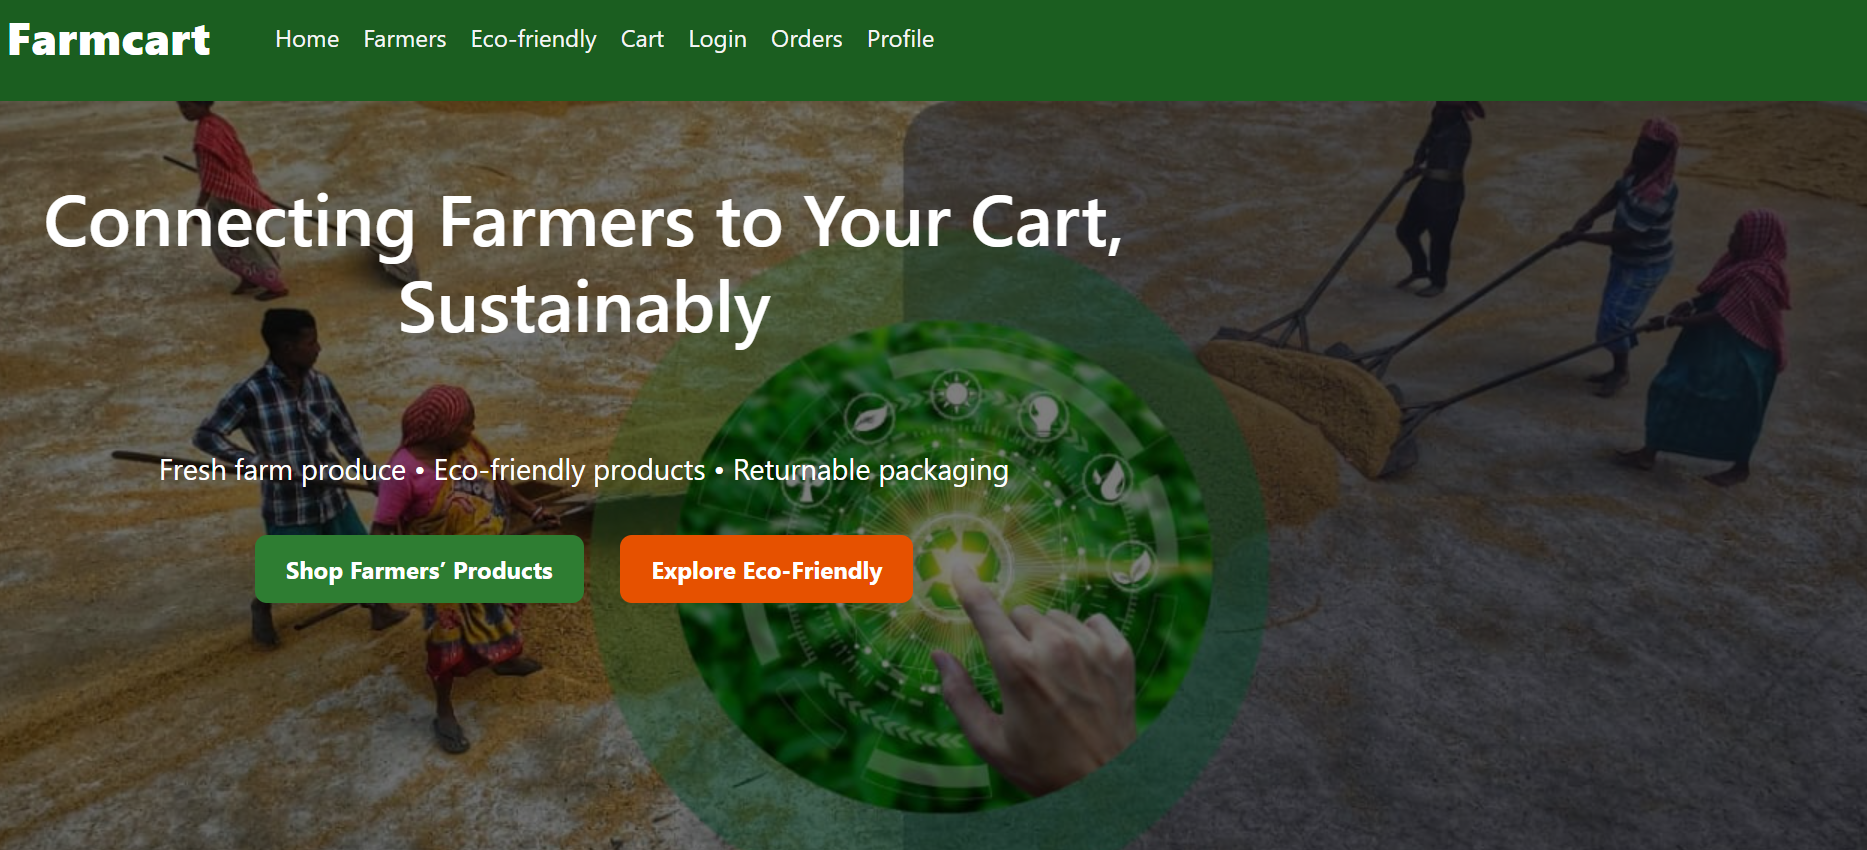 Farmcart
Home Farmers Eco-friendly Cart Login Orders Profile
Connecting Farmers to Your Cart,
Sustainably
Fresh farm produce • Eco-friendly products • Returnable packaging
Shop Farmers’ Products
Explore Eco-Friendly